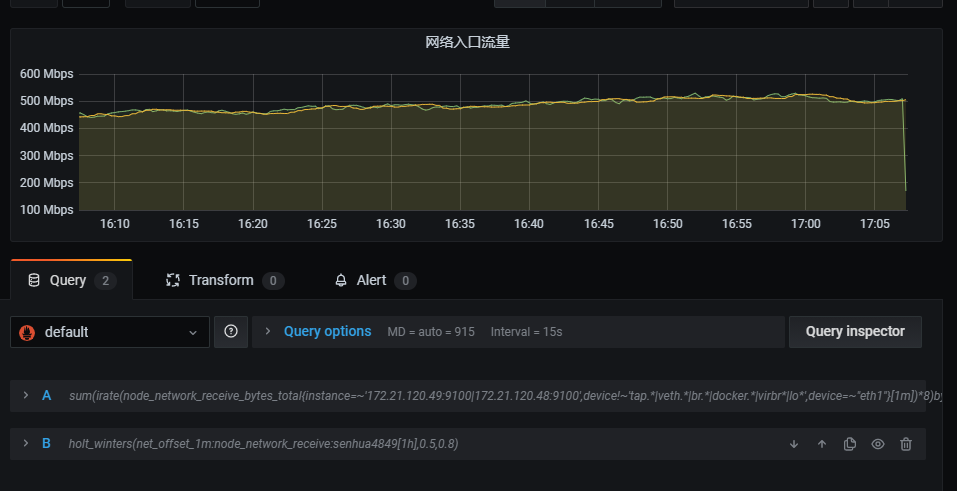 网络入口流量
600 Mbps
500 Mbps
400 Mbps
300 Mbps
200 Mbps
100 Mbps
16:10 16:15 16:20 16:25 16:30 16:35 16:40 16:45 16:50 16:55 17:00 17:05
Query 2 Transform 0 Alert 0
default Query options MD = auto = 915 Interval = 15s Query inspector
A sum(irate(node_network_receive_bytes_total{instance=~'172.21.120.49:9100|172.21.120.48:9100',device!~'tap.*|veth.*|br.*|docker.*|virbr*|lo*',device=~"eth1"}[1m])*8)by
B holt_winters(net_offset_1m:node_network_receive:senhua4849[1h],0.5,0.8)